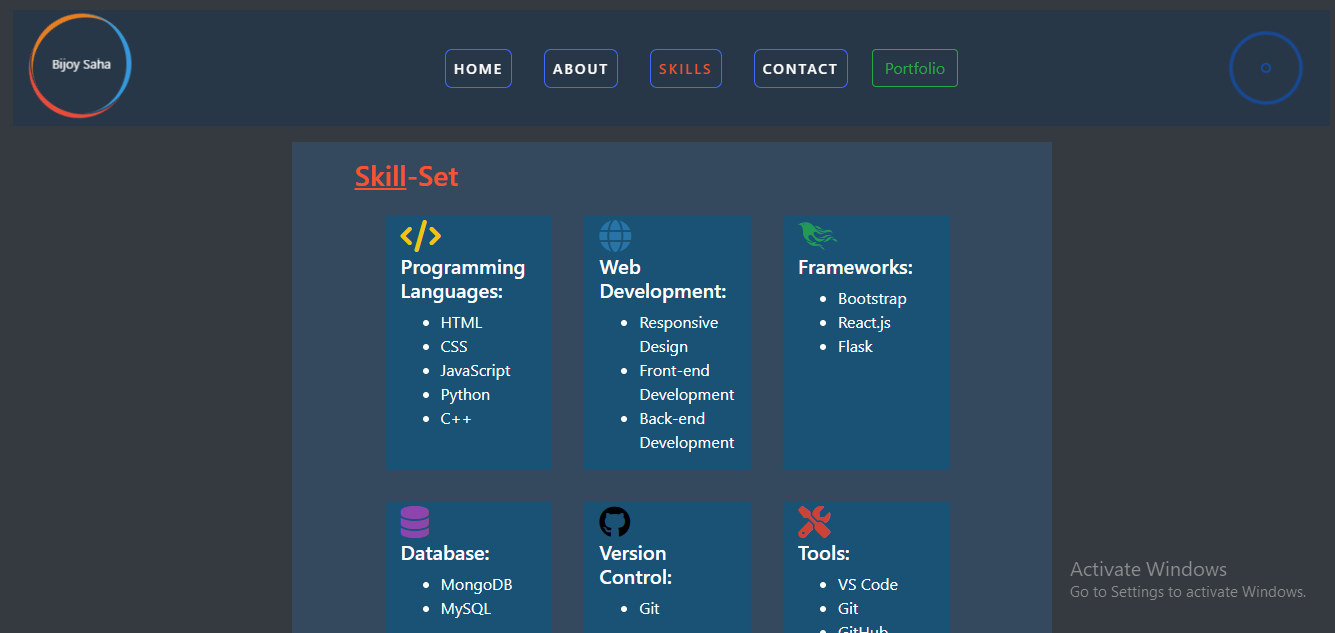 Bijoy Saha
HOME
ABOUT
SKILLS
CONTACT
Portfolio
Skill-Set
Programming
Languages:
• HTML
• CSS
• JavaScript
• Python
• C++
Web
Development:
• Responsive
Design
• Front-end
Development
• Back-end
Development
Frameworks:
• Bootstrap
• React.js
• Flask
Database:
• MongoDB
• MySQL
Version
Control:
• Git
Tools:
• VS Code
• Git
• GitHub
Activate Windows
Go to Settings to activate Windows.